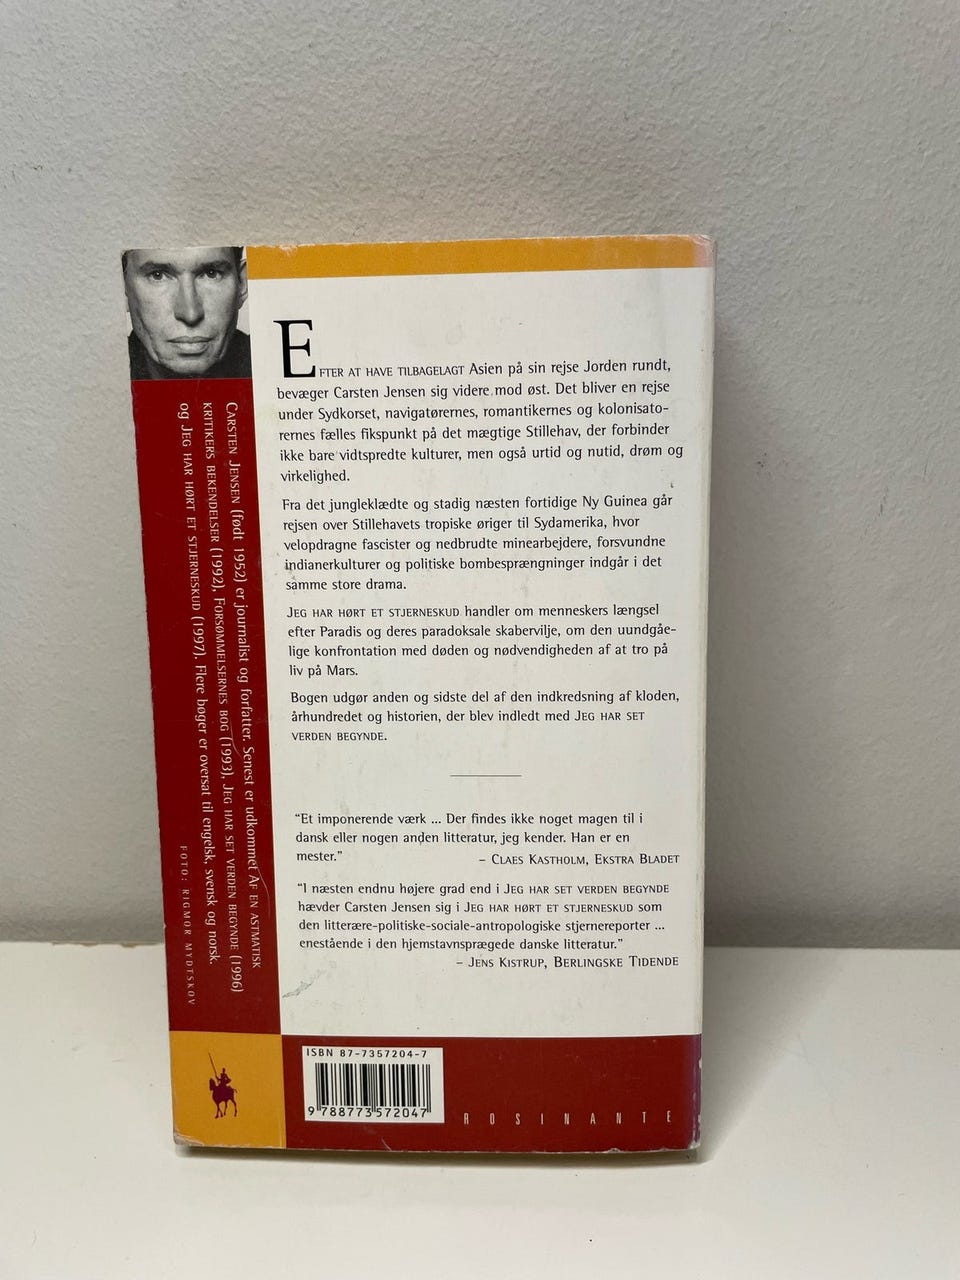 EFTER AT HAVE TILBAGELAGT Asien på sin rejse Jorden rundt,
bevæger Carsten Jensen sig videre mod øst. Det bliver en rejse
under Sydkorset, navigatørernes, romantikernes og kolonisato-
rernes fælles fikspunkt på det mægtige Stillehav, der forbinder
ikke bare vidtspredte kulturer, men også urtid og nutid, drøm og
virkelighed.
Fra det jungleklædte og stadig næsten fortidige Ny Guinea går
rejsen over Stillehavets tropiske øriger til Sydamerika, hvor
velopdragne fascister og nedbrudte minearbejdere, forsvundne
indianerkulturer og politiske bombesprængninger indgår i det
samme store drama.
JEG HAR HØRT ET STJERNESKUD handler om menneskers længsel
efter Paradis og deres paradoksale skabervilje, om den uundgåe-
lige konfrontation med døden og nødvendigheden af at tro på
liv på Mars.
Bogen udgør anden og sidste del af den indkredsning af kloden,
århundredet og historien, der blev indledt med JEG HAR SET
VERDEN BEGYNDE.
"Et imponerende værk ... Der findes ikke noget magen til i
dansk eller nogen anden litteratur, jeg kender. Han er en
mester."
– CLAES KASTHOLM, EKSTRA BLADET
"I næsten endnu højere grad end i JEG HAR SET VERDEN BEGYNDE
hævder Carsten Jensen sig i JEG HAR HØRT ET STJERNESKUD som
den litterære-politiske-sociale-antropologiske stjernereporter ...
enestående i den hjemstavnsprægede danske litteratur."
– JENS KISTRUP, BERLINGSKE TIDENDE
CARSTEN JENSEN (født 1952) er journalist og forfatter. Senest er udkommet AF EN ASTMATISK
KRITIKERS BEKENDELSER (1992), FORSØMMELSERNES BOG (1993), JEG HAR SET VERDEN BEGYNDE (1996)
og JEG HAR HØRT ET STJERNESKUD (1997). Flere bøger er oversat til engelsk, svensk og norsk.
FOTO: RIGMOR MYDTSKOV
ISBN 87-7357204-7
9 788773 572047
ROSINANTE